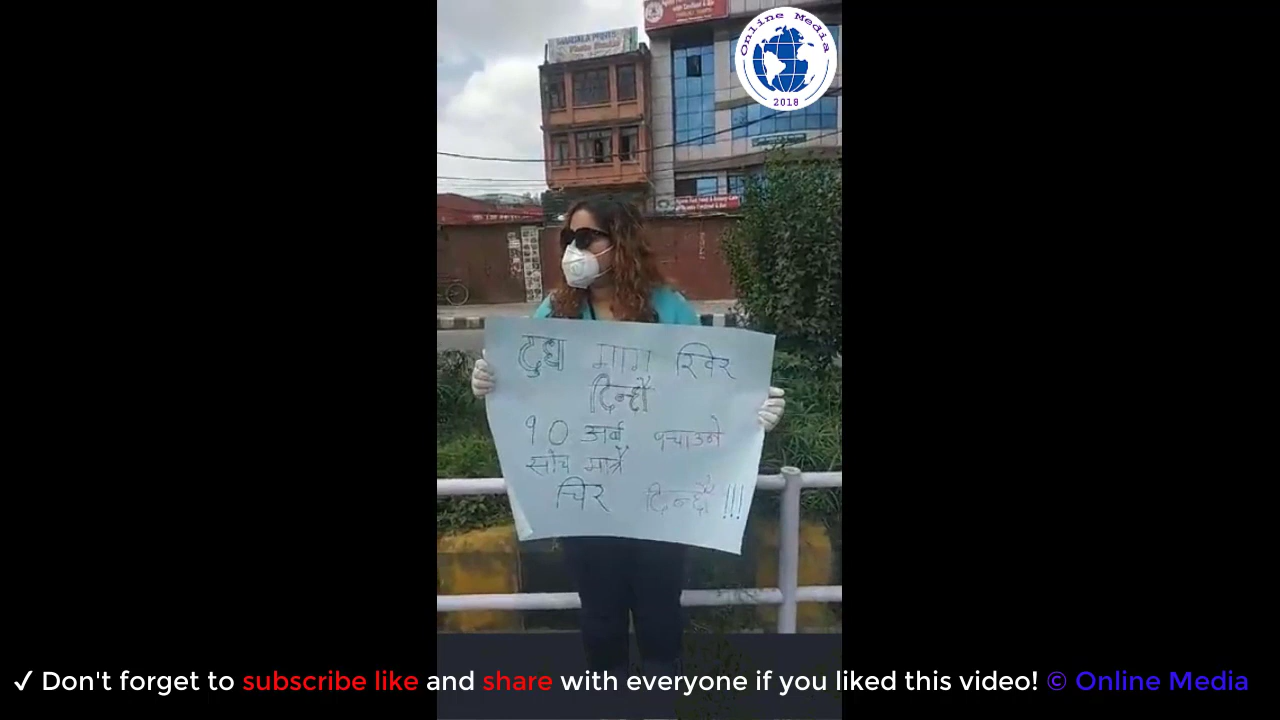 Online Media
2018
दुध माग खिर
दिन्छौ
१० अर्ब पचाउने
सोच मात्रै
चिर दिन्छौ !!!
✓ Don't forget to subscribe like and share with everyone if you liked this video! © Online Media